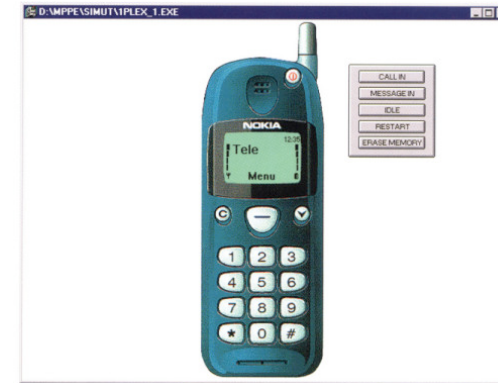 D:\MPPE\SIMUT\1PLEX_1.EXE
CALL IN
MESSAGE IN
IDLE
RESTART
ERASE MEMORY
NOKIA
12:35
Tele
Menu
C
1 2 3
4 5 6
7 8 9
* 0 #